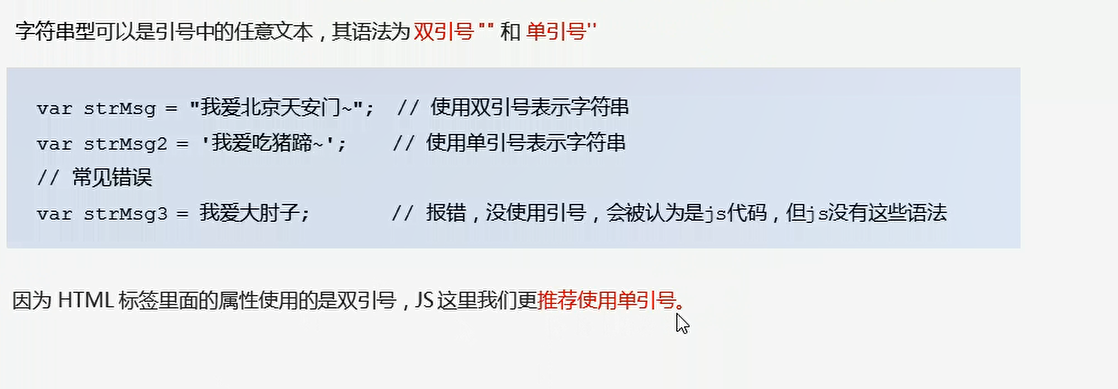 字符串型可以是引号中的任意文本，其语法为 双引号 "" 和 单引号''
var strMsg = "我爱北京天安门~";  // 使用双引号表示字符串
var strMsg2 = '我爱吃猪蹄~';    // 使用单引号表示字符串
// 常见错误
var strMsg3 = 我爱大肘子;       // 报错，没使用引号，会被认为是js代码，但js没有这些语法
因为 HTML 标签里面的属性使用的是双引号，JS 这里我们更推荐使用单引号。